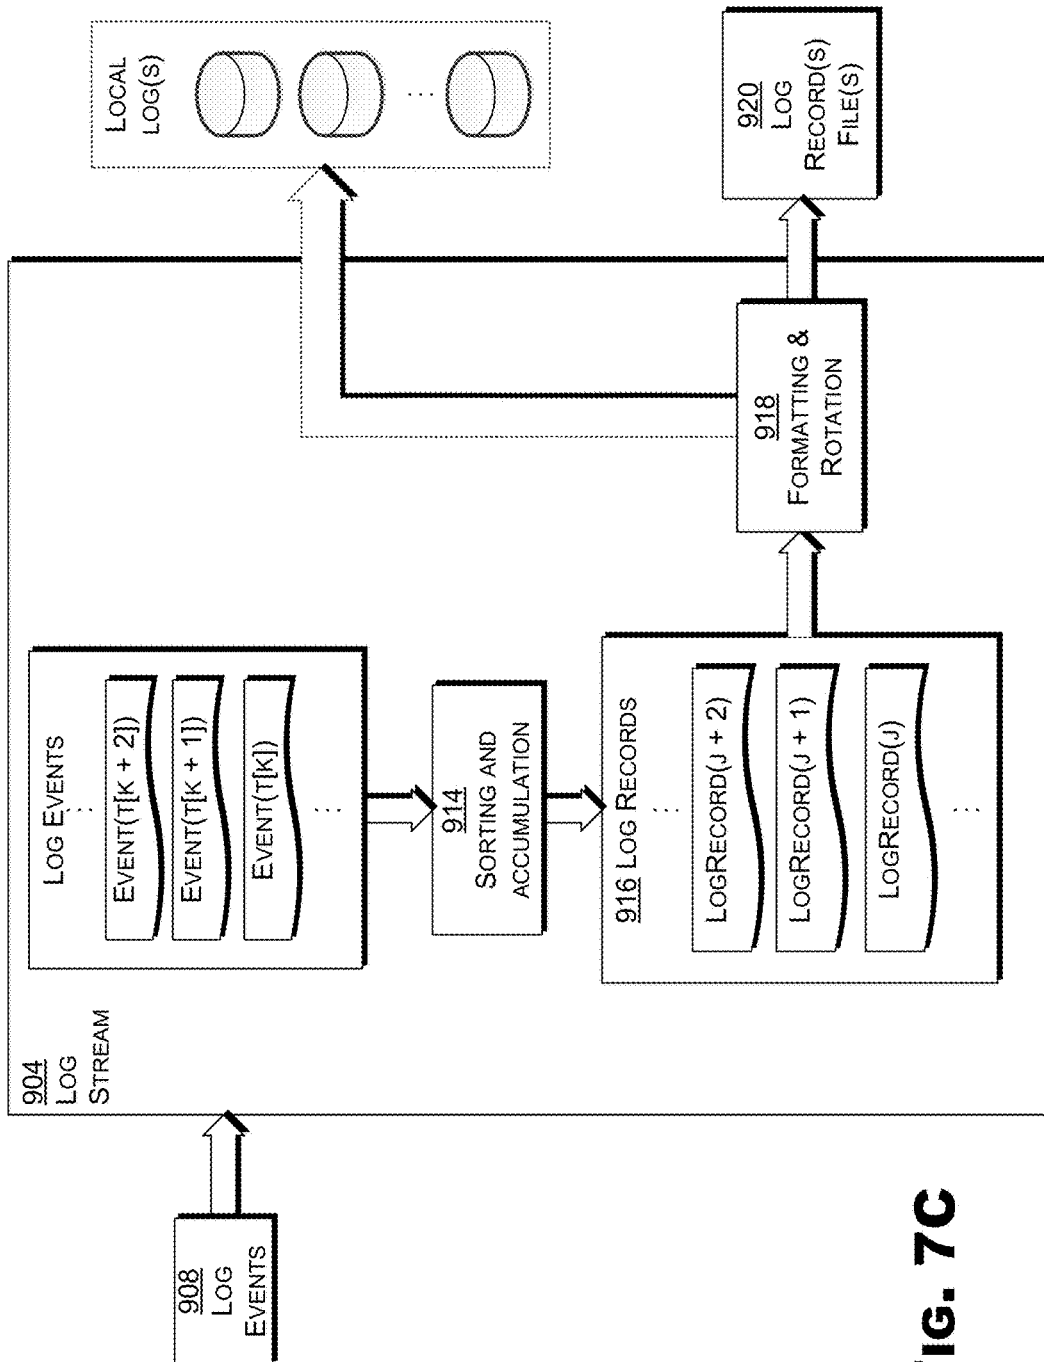 908
LOG
EVENTS
904
LOG
STREAM
LOG EVENTS
...
EVENT(T[K + 2])
EVENT(T[K + 1])
EVENT(T[K])
...
914
SORTING AND
ACCUMULATION
916 LOG RECORDS
...
LOGRECORD(J + 2)
LOGRECORD(J + 1)
LOGRECORD(J)
...
918
FORMATTING &
ROTATION
LOCAL
LOG(S)
...
920
LOG
RECORD(S)
FILE(S)
FIG. 7C